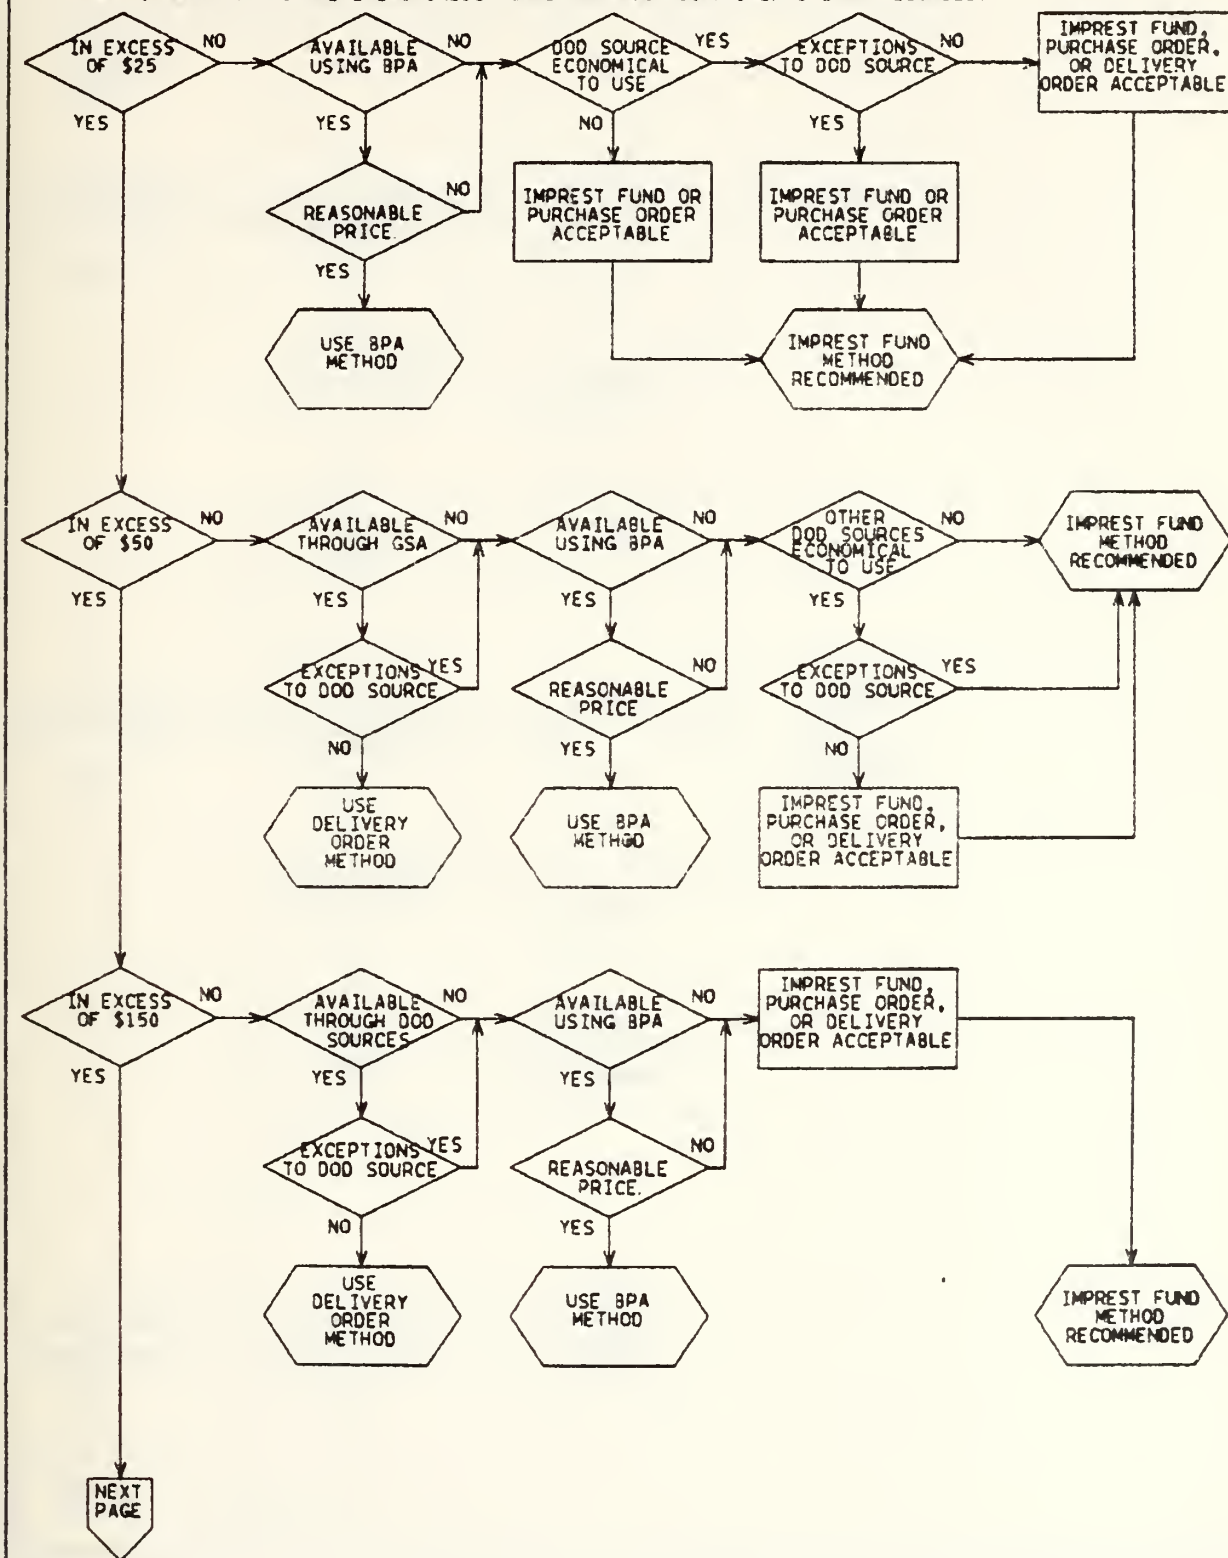 IN EXCESS
OF $25
NO
YES
AVAILABLE
USING BPA
NO
YES
DOD SOURCE
ECONOMICAL
TO USE
YES
NO
EXCEPTIONS
TO DOD SOURCE
NO
YES
IMPREST FUND,
PURCHASE ORDER,
OR DELIVERY
ORDER ACCEPTABLE
REASONABLE
PRICE.
NO
YES
IMPREST FUND OR
PURCHASE ORDER
ACCEPTABLE
IMPREST FUND OR
PURCHASE ORDER
ACCEPTABLE
USE BPA
METHOD
IMPREST FUND
METHOD
RECOMMENDED
IN EXCESS
OF $50
NO
YES
AVAILABLE
THROUGH GSA
NO
YES
AVAILABLE
USING BPA
NO
YES
OTHER
DOD SOURCES
ECONOMICAL
TO USE
NO
YES
IMPREST FUND
METHOD
RECOMMENDED
EXCEPTIONS
TO DOD SOURCE
YES
NO
REASONABLE
PRICE
NO
YES
EXCEPTIONS
TO DOD SOURCE
YES
NO
USE
DELIVERY
ORDER
METHOD
USE BPA
METHOD
IMPREST FUND,
PURCHASE ORDER,
OR DELIVERY
ORDER ACCEPTABLE
IN EXCESS
OF $150
NO
YES
AVAILABLE
THROUGH DOD
SOURCES
NO
YES
AVAILABLE
USING BPA
NO
YES
IMPREST FUND,
PURCHASE ORDER,
OR DELIVERY
ORDER ACCEPTABLE
EXCEPTIONS
TO DOD SOURCE
YES
NO
REASONABLE
PRICE.
NO
YES
USE
DELIVERY
ORDER
METHOD
USE BPA
METHOD
IMPREST FUND
METHOD
RECOMMENDED
NEXT
PAGE